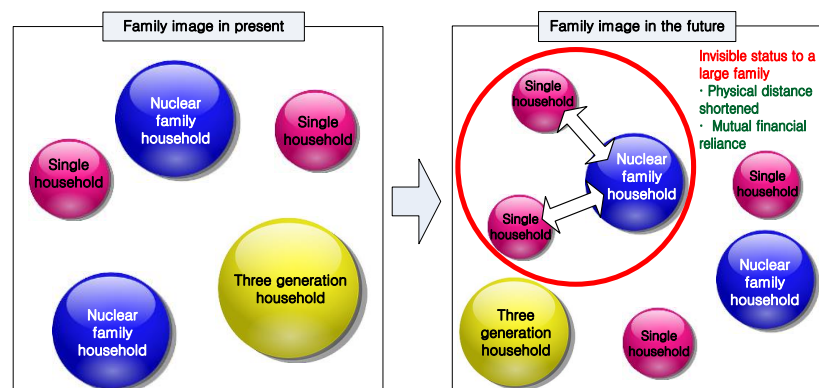 Family image in present
Nuclear
family
household
Single
household
Single
household
Three generation
household
Nuclear
family
household
Family image in the future
Invisible status to a
large family
· Physical distance
shortened
· Mutual financial
reliance
Single
household
Nuclear
family
household
Single
household
Single
household
Nuclear
family
household
Three
generation
household
Single
household